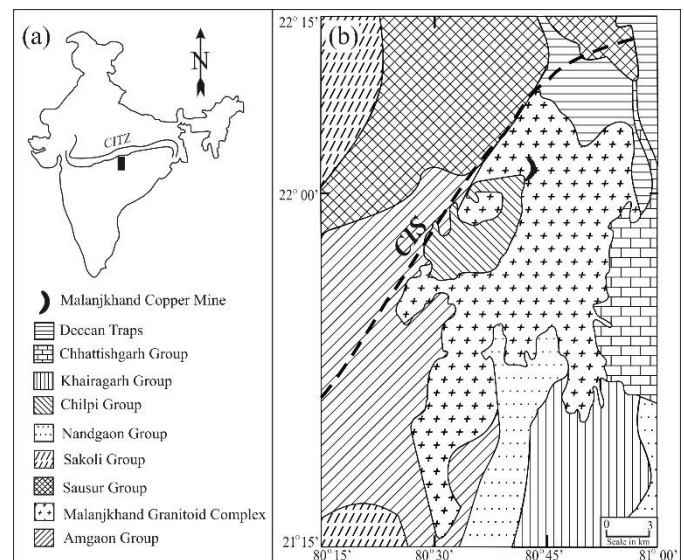 (a)
N
CITZ
Malanjkhand Copper Mine
Deccan Traps
Chhattishgarh Group
Khairagarh Group
Chilpi Group
Nandgaon Group
Sakoli Group
Sausur Group
Malanjkhand Granitoid Complex
Amgaon Group
(b)
22° 15'
22° 00'
CIS
21° 15'
0 3
Scale in km
80° 15' 80° 30' 80° 45' 81° 00'